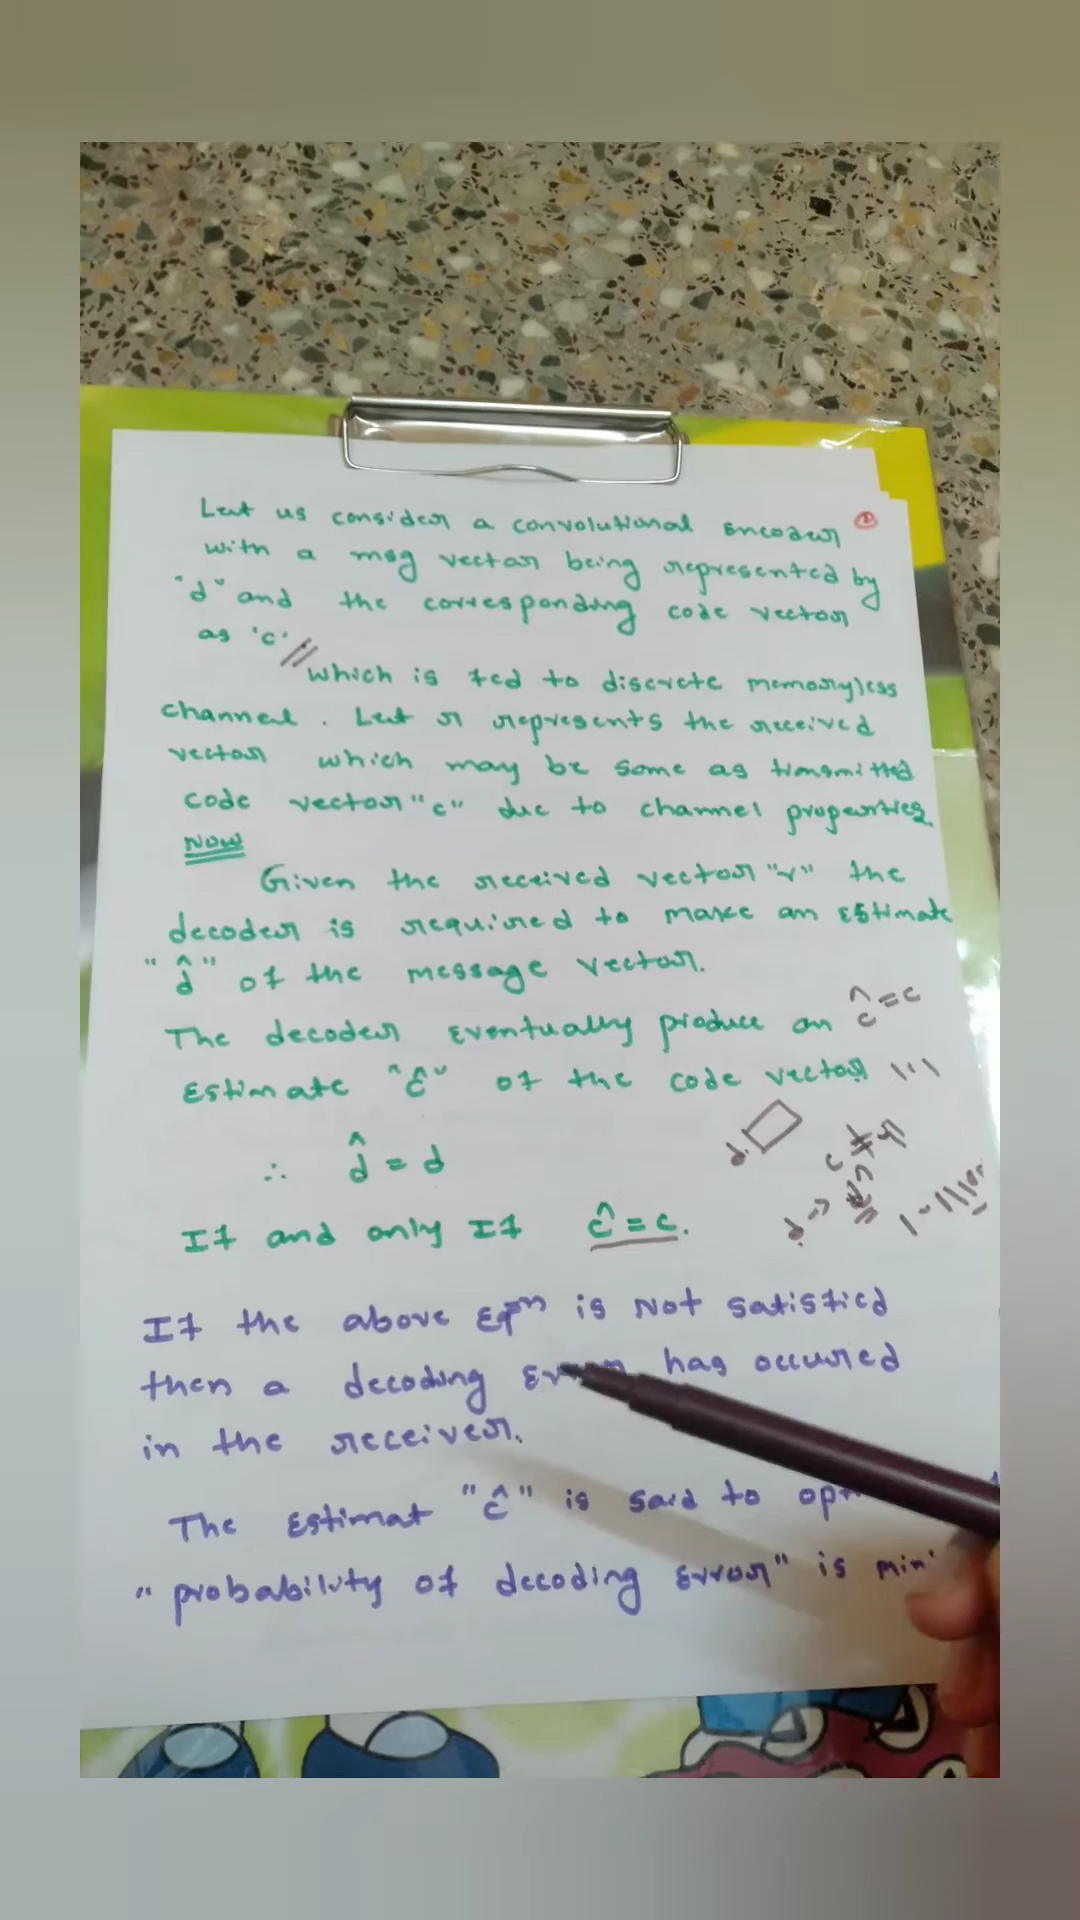 Let us consider a convolutional Encoder ①
with a msg vector being represented by
"d" and the corresponding code vector
as 'c'
which is fed to discrete memoryless
channel. Let r represents the received
vector which may be same as transmitted
code vector "c" due to channel properties.
NOW
Given the received vector "r" the
decoder is required to make an Estimate
"d̂" of the message vector.
The decoder Eventually produce an ĉ = c
Estimate "ĉ" of the code vector 111
∴ d̂ = d
d
c ≠ r
If and only If ĉ = c.
d →
If the above Eqⁿ is Not satisfied
then a decoding has occured
in the receiver.
The Estimat "ĉ" is said to
"probability of decoding Error" is